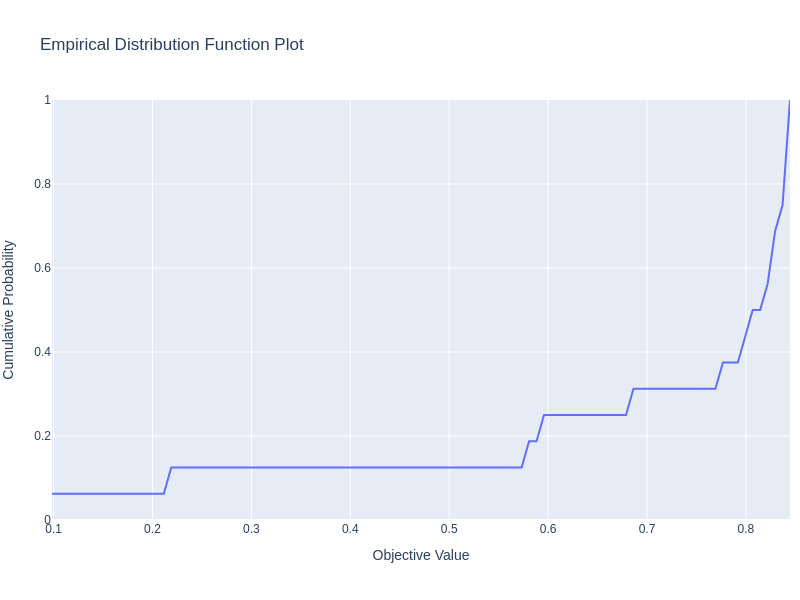 Empirical Distribution Function Plot
1
0.8
0.6
0.4
0.2
0
Cumulative Probability
0.1 0.2 0.3 0.4 0.5 0.6 0.7 0.8
Objective Value